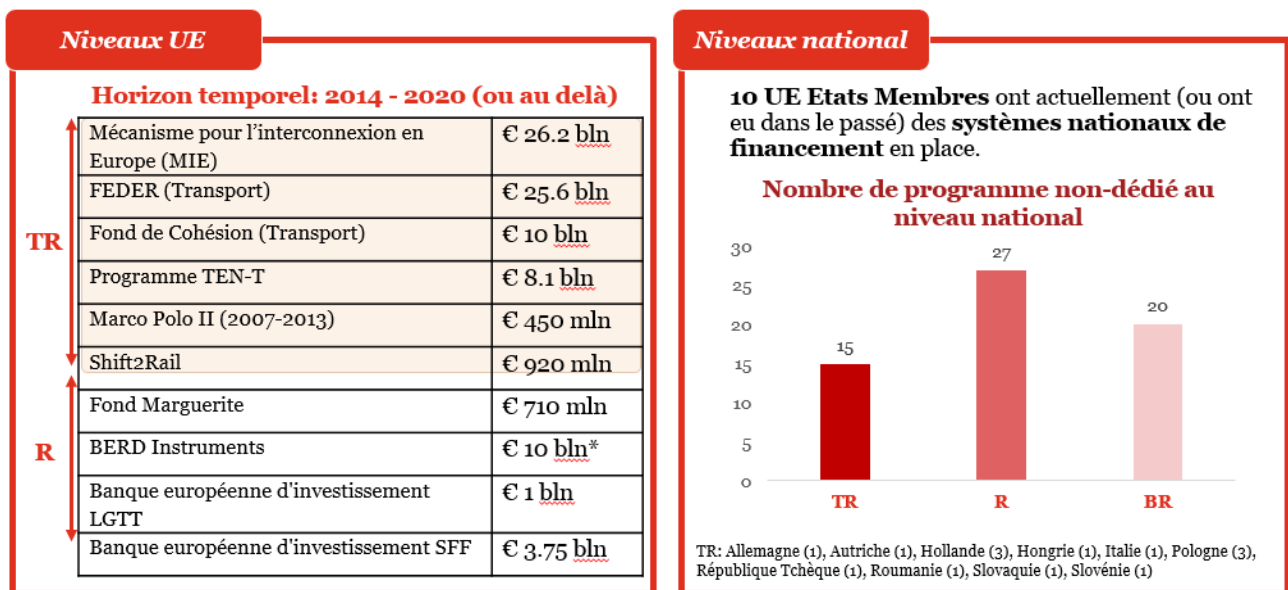 Niveaux UE
Horizon temporel: 2014 - 2020 (ou au delà)
TR
Mécanisme pour l'interconnexion en
Europe (MIE)
€ 26.2 bln
FEDER (Transport)
€ 25.6 bln
Fond de Cohésion (Transport)
€ 10 bln
Programme TEN-T
€ 8.1 bln
Marco Polo II (2007-2013)
€ 450 mln
Shift2Rail
€ 920 mln
R
Fond Marguerite
€ 710 mln
BERD Instruments
€ 10 bln*
Banque européenne d'investissement
LGTT
€ 1 bln
Banque européenne d'investissement SFF
€ 3.75 bln
Niveaux national
10 UE Etats Membres ont actuellement (ou ont
eu dans le passé) des systèmes nationaux de
financement en place.
Nombre de programme non-dédié au
niveau national
30
25
20
15
10
5
0
15
27
20
TR
R
BR
TR: Allemagne (1), Autriche (1), Hollande (3), Hongrie (1), Italie (1), Pologne (3),
République Tchèque (1), Roumanie (1), Slovaquie (1), Slovénie (1)